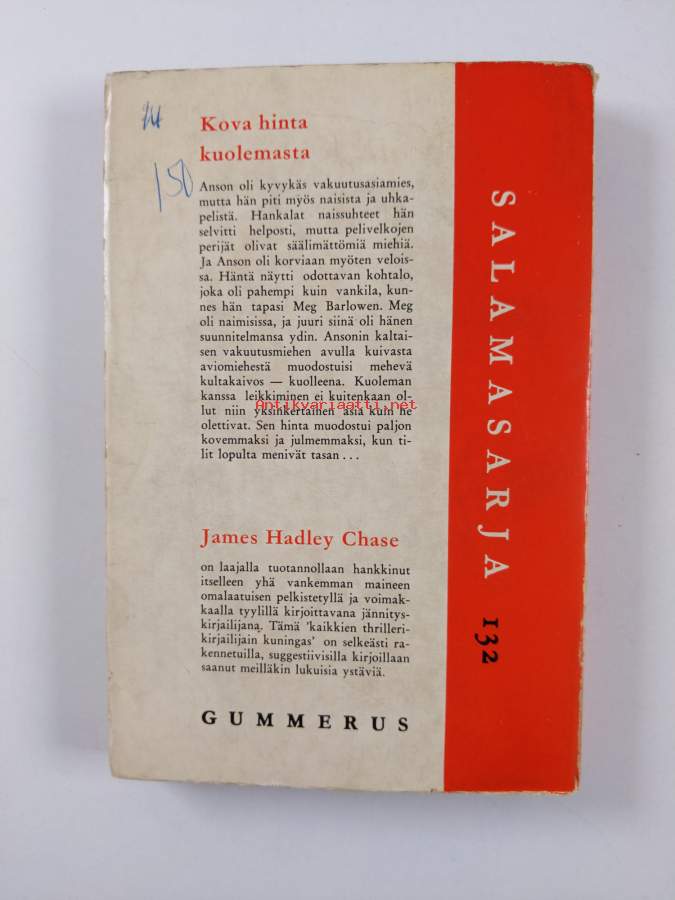 Kova hinta
kuolemasta
150
Anson oli kyvykäs vakuutusasiamies,
mutta hän piti myös naisista ja uhka-
pelistä. Hankalat naissuhteet hän
selvitti helposti, mutta pelivelkojen
perijät olivat säälimättömiä miehiä.
Ja Anson oli korviaan myöten velois-
sa. Häntä näytti odottavan kohtalo,
joka oli pahempi kuin vankila, kun-
nes hän tapasi Meg Barlowen. Meg
oli naimisissa, ja juuri siinä oli hänen
suunnitelmansa ydin. Ansonin kaltai-
sen vakuutusmiehen avulla kuivasta
aviomiehestä muodostuisi mehevä
kultakaivos — kuolleena. Kuoleman
kanssa leikkiminen ei kuitenkaan ol-
Antikvariaatti.net
lut niin yksinkertainen asia kuin he
olettivat. Sen hinta muodostui paljon
kovemmaksi ja julmemmaksi, kun ti-
lit lopulta menivät tasan . . .
James Hadley Chase
on laajalla tuotannollaan hankkinut
itselleen yhä vankemman maineen
omalaatuisen pelkistetyllä ja voimak-
kaalla tyylillä kirjoittavana jännitys-
kirjailijana. Tämä 'kaikkien thrilleri-
kirjailijain kuningas' on selkeästi ra-
kennetuilla, suggestiivisilla kirjoillaan
saanut meilläkin lukuisia ystäviä.
GUMMERUS
SALAMASARJA 132